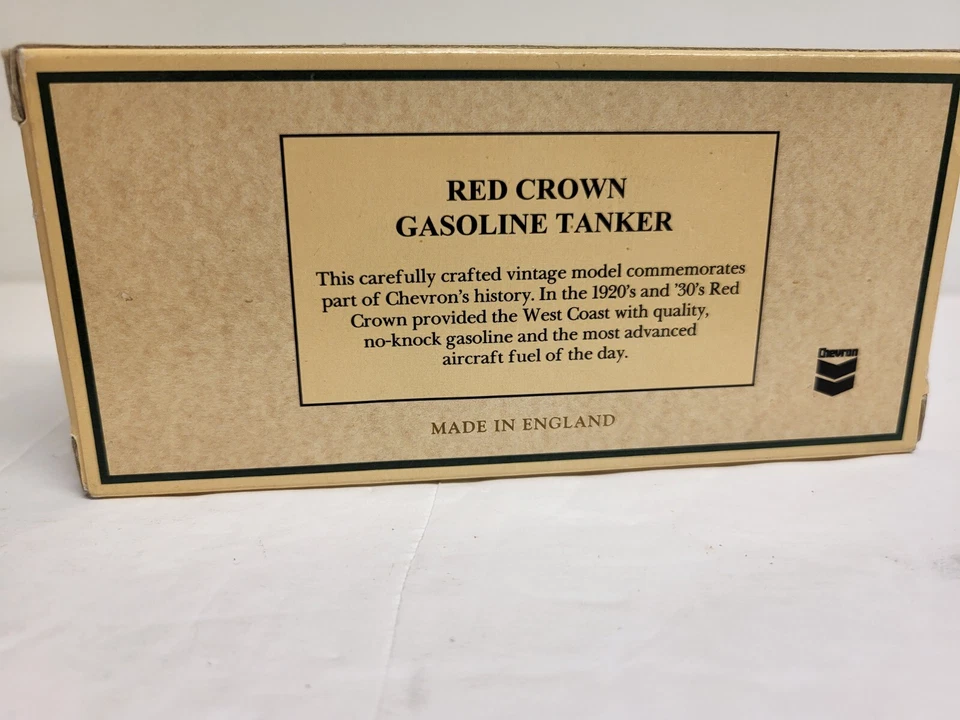 RED CROWN
GASOLINE TANKER
This carefully crafted vintage model commemorates
part of Chevron's history. In the 1920's and '30's Red
Crown provided the West Coast with quality,
no-knock gasoline and the most advanced
aircraft fuel of the day.
Chevron
MADE IN ENGLAND